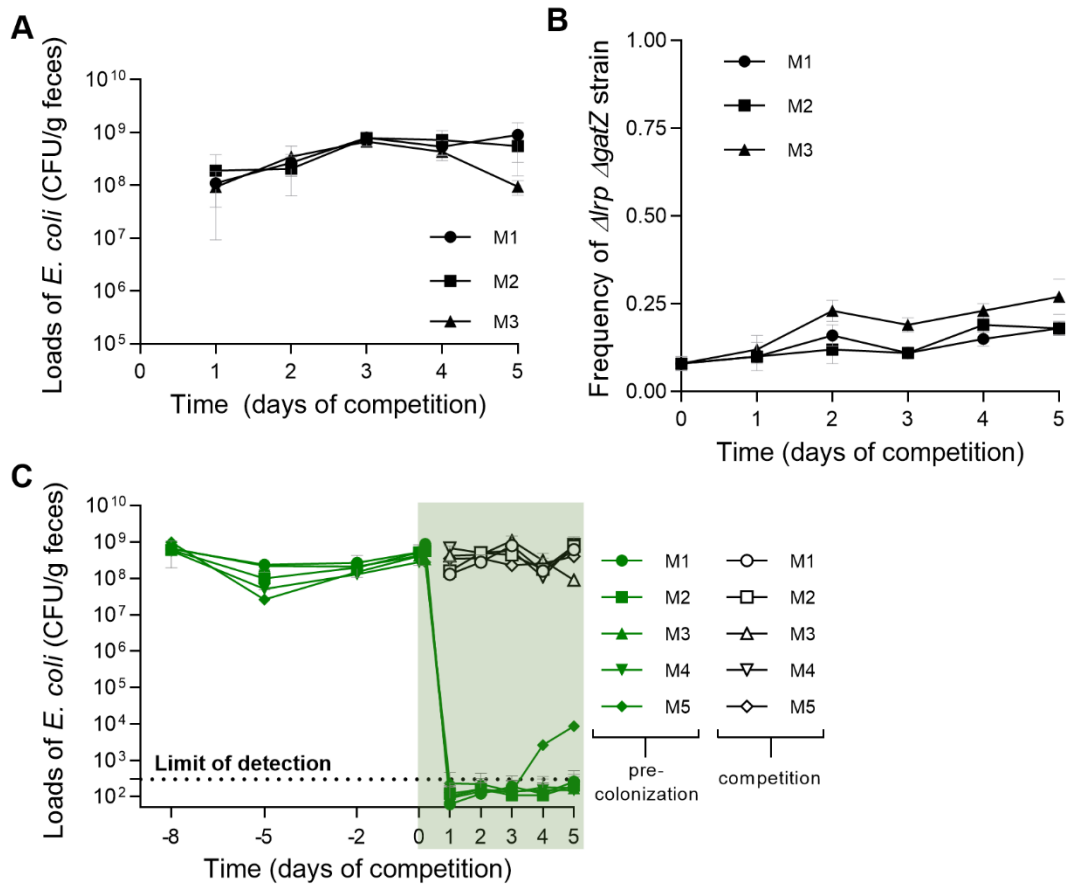 A
Loads of E. coli (CFU/g feces)
10^10
10^9
10^8
10^7
10^6
10^5
0
1
2
3
4
5
Time (days of competition)
M1
M2
M3
B
Frequency of Δlrp ΔgatZ strain
1.00
0.75
0.50
0.25
0.00
0
1
2
3
4
5
Time (days of competition)
M1
M2
M3
C
Loads of E. coli (CFU/g feces)
10^10
10^9
10^8
10^7
10^6
10^5
10^4
10^3
10^2
Limit of detection
-8
-5
-2
0
1
2
3
4
5
Time (days of competition)
M1
M2
M3
M4
M5
pre-
colonization
M1
M2
M3
M4
M5
competition